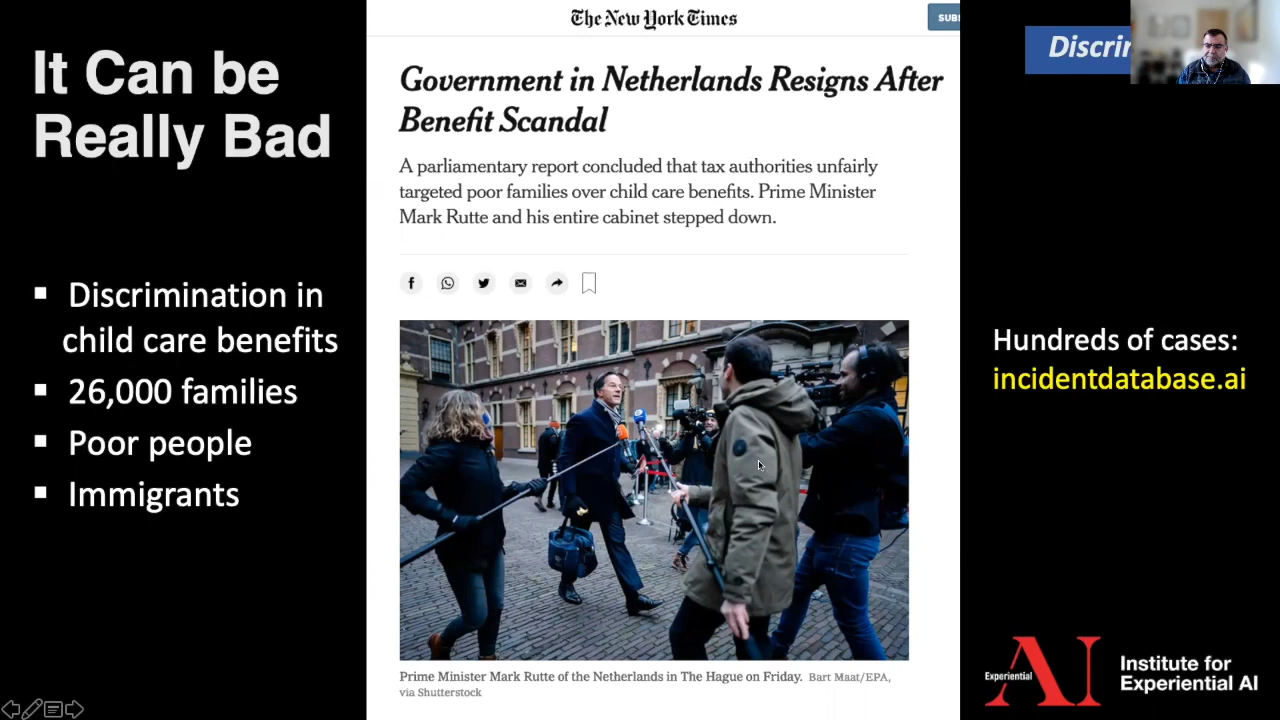 It Can be
Really Bad
▪ Discrimination in
child care benefits
▪ 26,000 families
▪ Poor people
▪ Immigrants
The New York Times
SUBS
Government in Netherlands Resigns After
Benefit Scandal
A parliamentary report concluded that tax authorities unfairly
targeted poor families over child care benefits. Prime Minister
Mark Rutte and his entire cabinet stepped down.
Prime Minister Mark Rutte of the Netherlands in The Hague on Friday. Bart Maat/EPA,
via Shutterstock
Discrir
Hundreds of cases:
incidentdatabase.ai
Experiential AI
Institute for
Experiential AI